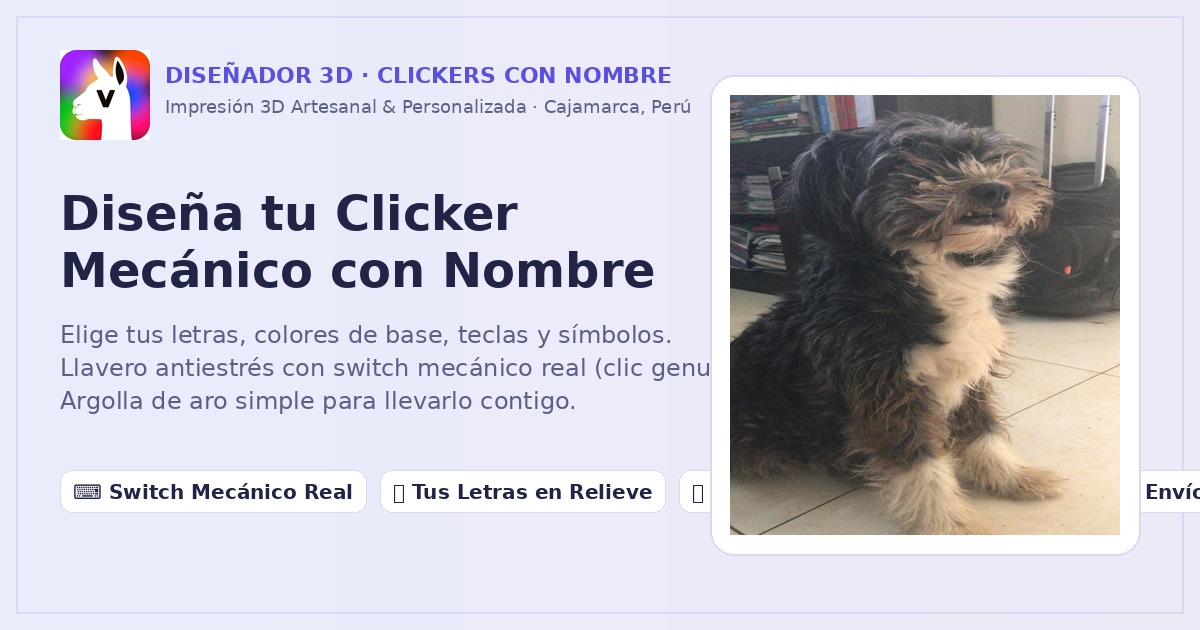 V
DISEÑADOR 3D · CLICKERS CON NOMBRE
Impresión 3D Artesanal & Personalizada · Cajamarca, Perú
Diseña tu Clicker
Mecánico con Nombre
Elige tus letras, colores de base, teclas y símbolos.
Llavero antiestrés con switch mecánico real (clic
Argolla de aro simple para llevarlo contigo.
Switch Mecánico Real
Tus Letras en Relieve